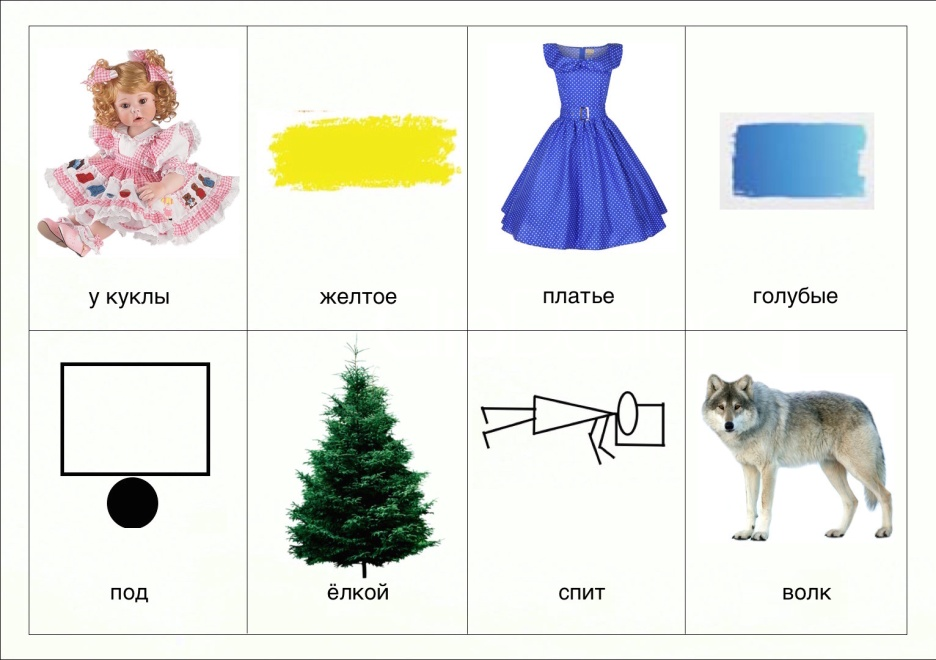 у куклы
желтое
платье
голубые
под
ёлкой
спит
волк